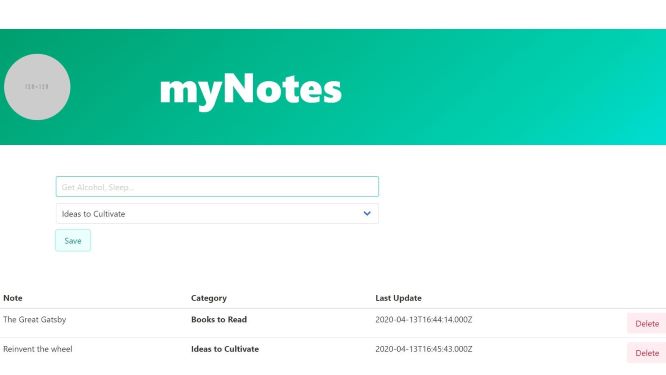 128×128
myNotes
Get Alcohol, Sleep...
Ideas to Cultivate
Save
Note Category Last Update
The Great Gatsby Books to Read 2020-04-13T16:44:14.000Z Delete
Reinvent the wheel Ideas to Cultivate 2020-04-13T16:45:43.000Z Delete